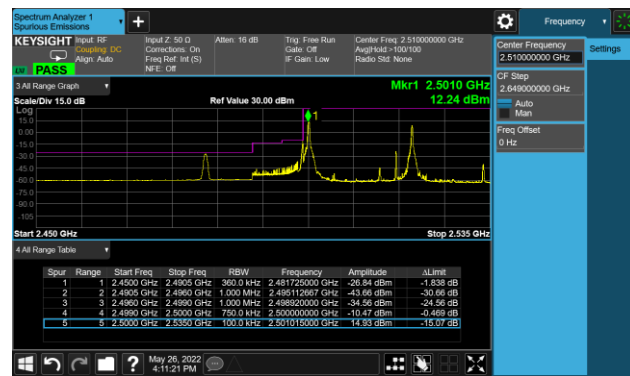 Spectrum Analyzer 1
Spurious Emissions
Frequency
KEYSIGHT
Input: RF
Coupling: DC
Align: Auto
Input Z: 50 Ω
Corrections: On
Freq Ref: Int (S)
NFE: Off
Atten: 16 dB
Trig: Free Run
Gate: Off
IF Gain: Low
Center Freq: 2.510000000 GHz
Avg|Hold:>100/100
Radio Std: None
LW
PASS
3 All Range Graph
Mkr1 2.5010 GHz
Scale/Div 15.0 dB
Ref Value 30.00 dBm
12.24 dBm
Log
1
15.0
0.00
-15.0
-30.0
-45.0
-60.0
-75.0
-90.0
-105
Start 2.450 GHz
Stop 2.535 GHz
4 All Range Table
Spur Range Start Freq Stop Freq RBW Frequency Amplitude ΔLimit
1 1 2.4500 GHz 2.4905 GHz 360.0 kHz 2.481725000 GHz -26.84 dBm -1.838 dB
2 2 2.4905 GHz 2.4960 GHz 1.000 MHz 2.495112667 GHz -43.66 dBm -30.66 dB
3 3 2.4960 GHz 2.4990 GHz 1.000 MHz 2.498920000 GHz -34.56 dBm -24.56 dB
4 4 2.4990 GHz 2.5000 GHz 750.0 kHz 2.500000000 GHz -10.47 dBm -0.469 dB
5 5 2.5000 GHz 2.5350 GHz 100.0 kHz 2.501015000 GHz 14.93 dBm -15.07 dB
Center Frequency
2.510000000 GHz
Settings
CF Step
2.649000000 GHz
Auto
Man
Freq Offset
0 Hz
?
May 26, 2022
4:11:21 PM